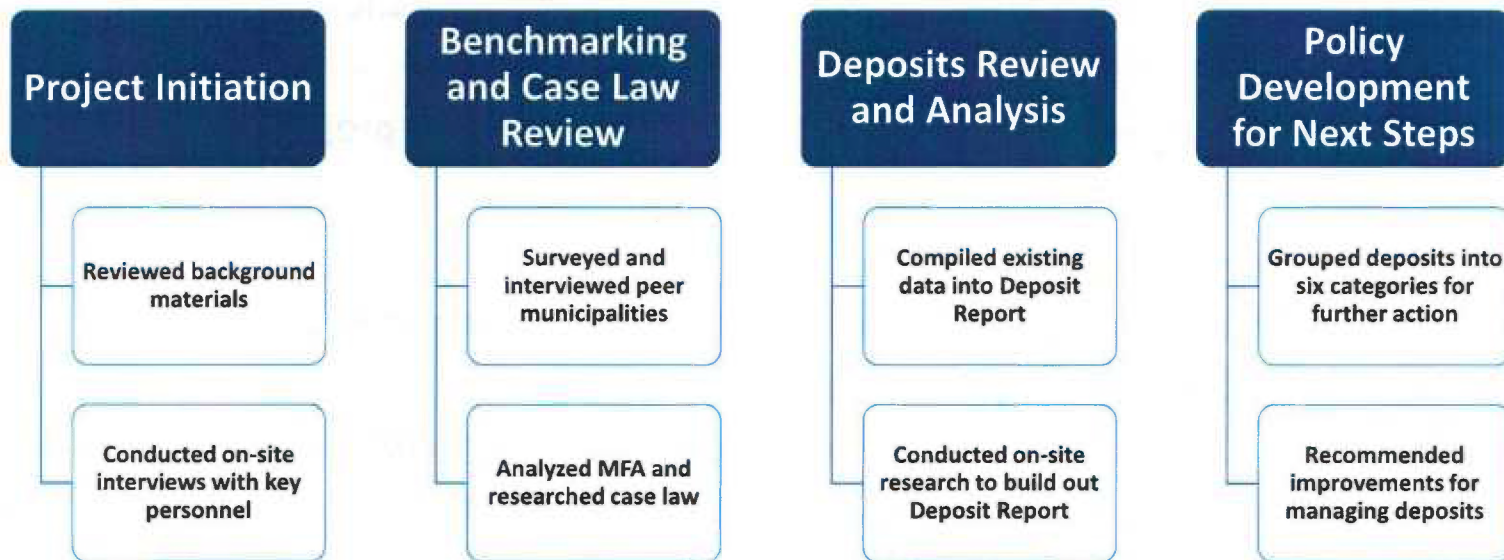 Project Initiation
Reviewed background
materials
Conducted on-site
interviews with key
personnel
Benchmarking
and Case Law
Review
Surveyed and
interviewed peer
municipalities
Analyzed MFA and
researched case law
Deposits Review
and Analysis
Compiled existing
data into Deposit
Report
Conducted on-site
research to build out
Deposit Report
Policy
Development
for Next Steps
Grouped deposits into
six categories for
further action
Recommended
improvements for
managing deposits